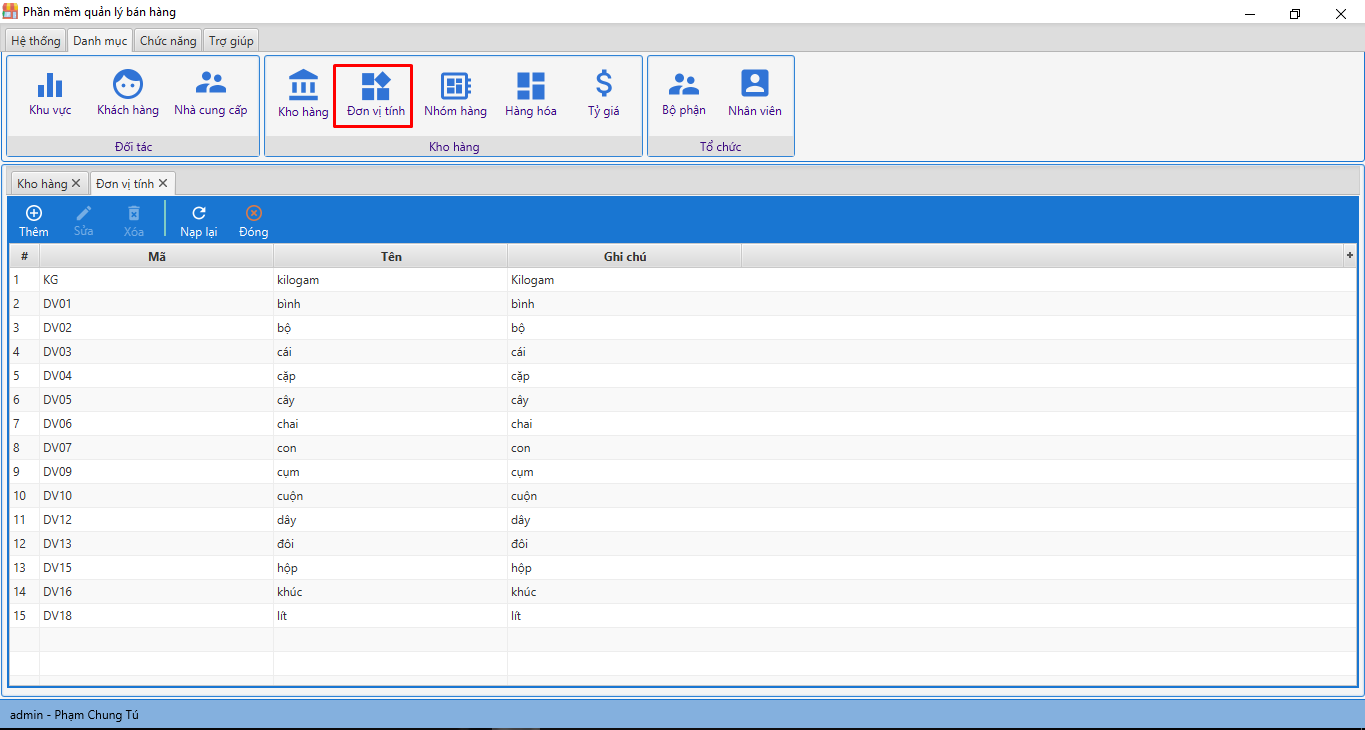 Phần mềm quản lý bán hàng
Hệ thống Danh mục Chức năng Trợ giúp
Khu vực Khách hàng Nhà cung cấp Kho hàng Đơn vị tính Nhóm hàng Hàng hóa Tỷ giá Bộ phận Nhân viên
Đối tác Kho hàng Tổ chức
Kho hàng Đơn vị tính
Thêm Sửa Xóa Nạp lại Đóng
# Mã Tên Ghi chú +
1 KG kilogam Kilogam
2 DV01 bình bình
3 DV02 bộ bộ
4 DV03 cái cái
5 DV04 cặp cặp
6 DV05 cây cây
7 DV06 chai chai
8 DV07 con con
9 DV09 cụm cụm
10 DV10 cuộn cuộn
11 DV12 dây dây
12 DV13 đôi đôi
13 DV15 hộp hộp
14 DV16 khúc khúc
15 DV18 lít lít
admin - Phạm Chung Tú